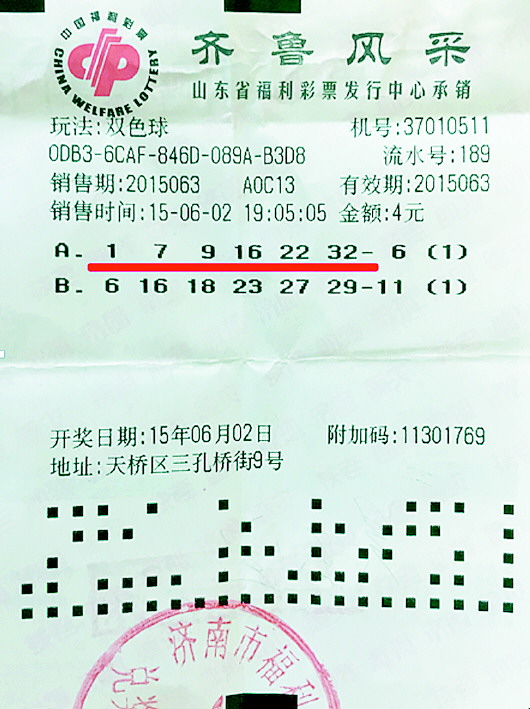 中国福利彩票
CHINA WELFARE LOTTERY
齐鲁风采
山东省福利彩票发行中心承销
玩法:双色球 机号:37010511
0DB3-6CAF-846D-089A-B3D8 流水号:189
销售期:2015063 A0C13 有效期:2015063
销售时间:15-06-02 19:05:05 金额:4元
A. 1 7 9 16 22 32- 6 (1)
B. 6 16 18 23 27 29-11 (1)
开奖日期:15年06月02日 附加码:11301769
地址:天桥区三孔桥街9号
济南市福利
兑奖